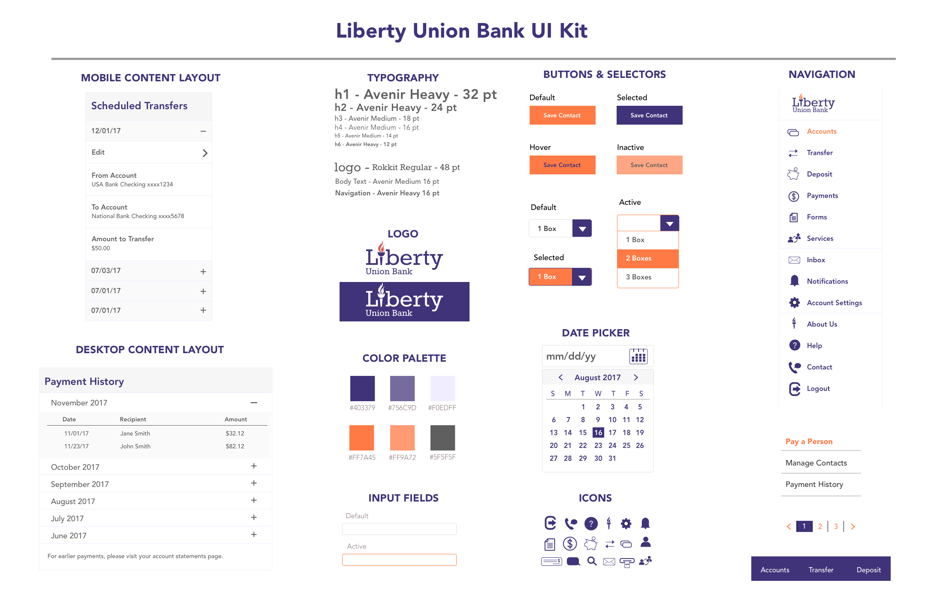 Liberty Union Bank UI Kit
MOBILE CONTENT LAYOUT
Scheduled Transfers
12/01/17 –
Edit
From Account
USA Bank Checking xxxx1234
To Account
National Bank Checking xxxx5678
Amount to Transfer
$50.00
07/03/17 +
07/01/17 +
07/01/17 +
DESKTOP CONTENT LAYOUT
Payment History
November 2017 –
Date Recipient Amount
11/01/17 Jane Smith $32.12
11/23/17 John Smith $82.12
October 2017 +
September 2017 +
August 2017 +
July 2017 +
June 2017 +
For earlier payments, please visit your account statements page.
TYPOGRAPHY
h1 - Avenir Heavy - 32 pt
h2 - Avenir Heavy - 24 pt
h3 - Avenir Medium - 18 pt
h4 - Avenir Medium - 16 pt
h5 - Avenir Medium - 14 pt
h6 - Avenir Heavy - 12 pt
logo - Rokkit Regular - 48 pt
Body Text - Avenir Medium 16 pt
Navigation - Avenir Heavy 16 pt
LOGO
Liberty
Union Bank
Liberty
Union Bank
COLOR PALETTE
#403379 #756C9D #F0EDFF
#FF7A45 #FF9A72 #5F5F5F
INPUT FIELDS
Default
Active
BUTTONS & SELECTORS
Default Selected
Save Contact Save Contact
Hover Inactive
Save Contact Save Contact
Default Active
1 Box
1 Box
Selected 2 Boxes
1 Box 3 Boxes
DATE PICKER
mm/dd/yy
< August 2017 >
S M T W T F S
1 2 3 4 5
6 7 8 9 10 11 12
13 14 15 16 17 18 19
20 21 22 23 24 25 26
27 28 29 30 31
ICONS
?
$
NAVIGATION
Liberty
Union Bank
Accounts
Transfer
Deposit
$ Payments
Forms
Services
Inbox
Notifications
Account Settings
About Us
? Help
Contact
Logout
Pay a Person
Manage Contacts
Payment History
< 1 2 | 3 | >
Accounts Transfer Deposit